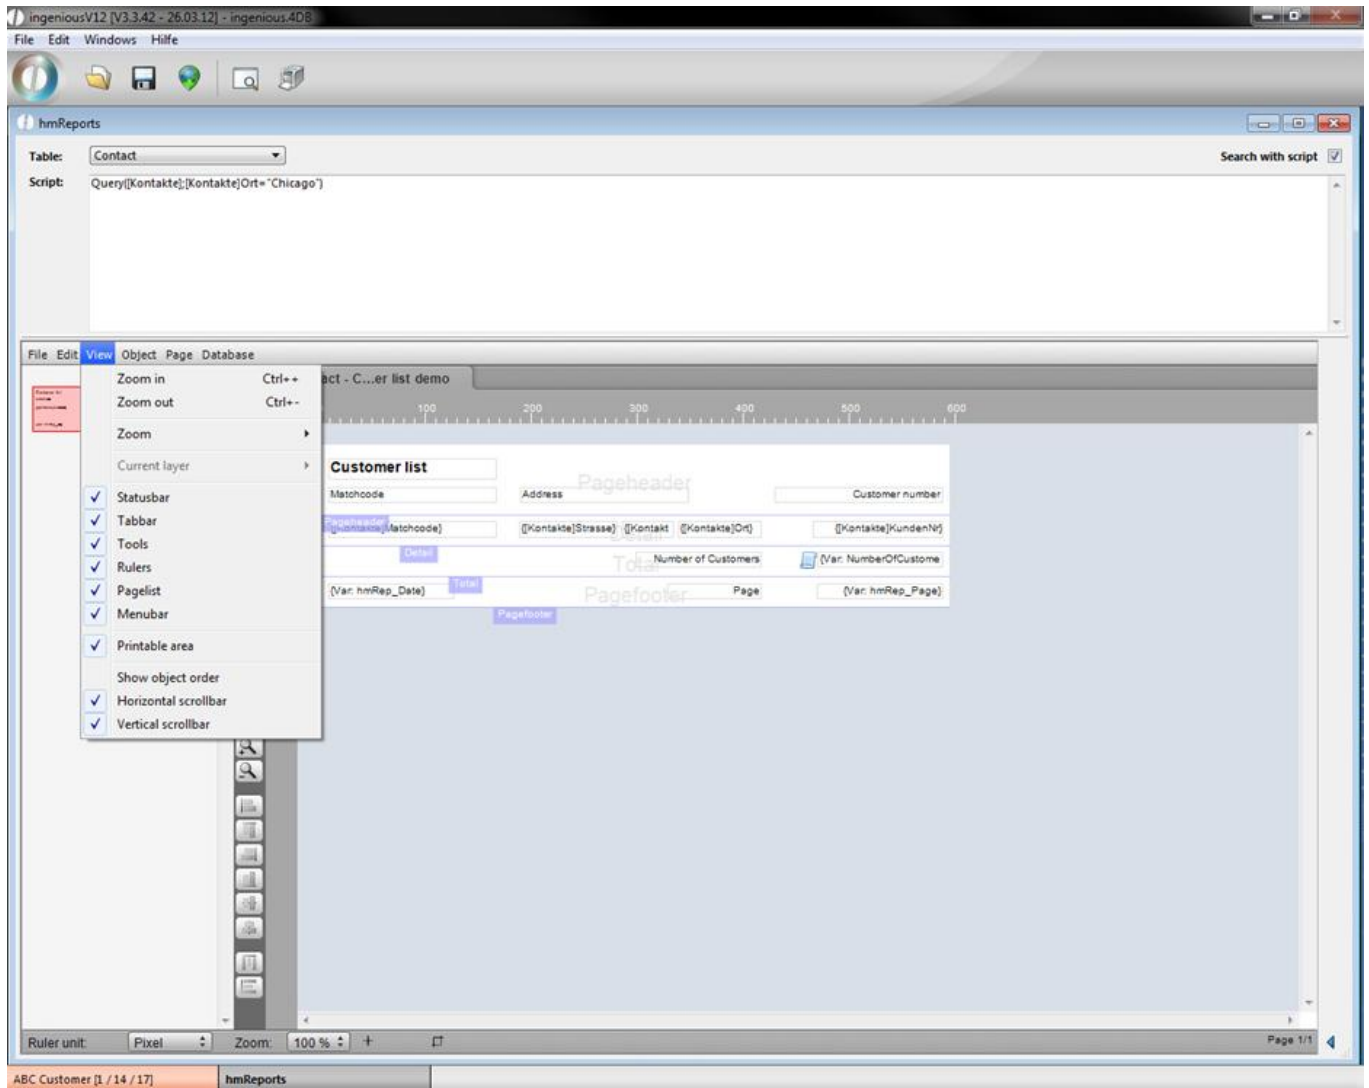 ingeniousV12 [V3.3.42 - 26.03.12] - ingenious.4DB
File Edit Windows Hilfe
hmReports
Table: Contact Search with script
Script: Query([Kontakte];[Kontakte]Ort="Chicago")
File Edit View Object Page Database
Zoom in Ctrl++
Zoom out Ctrl+-
Zoom
Current layer
Statusbar
Tabbar
Tools
Rulers
Pagelist
Menubar
Printable area
Show object order
Horizontal scrollbar
Vertical scrollbar
act - C...er list demo
100 200 300 400 500 600
Customer list
Pageheader
Matchcode Address Customer number
Pageheader
Matchcode} {[Kontakte]Strasse} {[Kontakt {[Kontakte]Ort} {[Kontakte]KundenNr}
Detail
Detail
Total Number of Customers {Var: NumberOfCustome
Total
{Var: hmRep_Date} Pagefooter Page {Var: hmRep_Page}
Pagefooter
Ruler unit: Pixel Zoom: 100 % Page 1/1
ABC Customer [1 / 14 / 17] hmReports